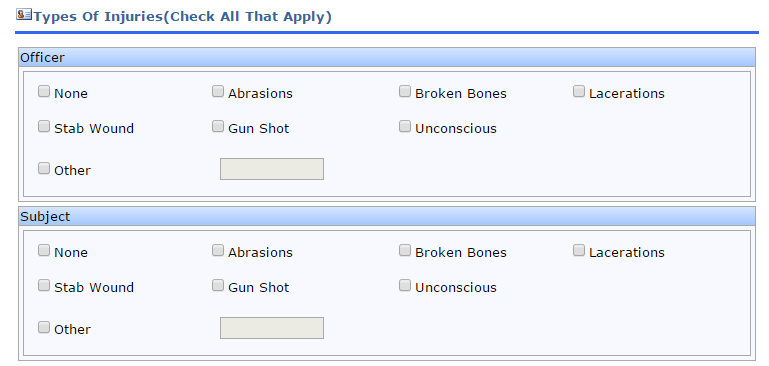 Types Of Injuries(Check All That Apply)
Officer
None Abrasions Broken Bones Lacerations
Stab Wound Gun Shot Unconscious
Other
Subject
None Abrasions Broken Bones Lacerations
Stab Wound Gun Shot Unconscious
Other